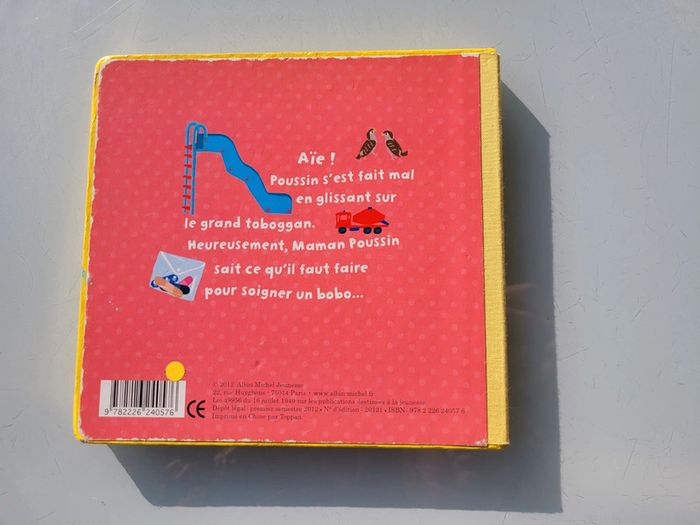 Aïe !
Poussin s'est fait mal
en glissant sur
le grand toboggan.
Heureusement, Maman Poussin
sait ce qu'il faut faire
pour soigner un bobo...
© 2012, Albin Michel Jeunesse
22, rue Huyghens - 75014 Paris • www.albin-michel.fr
Loi 49956 du 16 juillet 1949 sur les publications destinées à la jeunesse
Dépôt légal : premier semestre 2012 • N° d'édition : 20121 • ISBN : 978 2 226 24057 6
Imprimé en Chine par Toppan.
9 782226 240576
CE